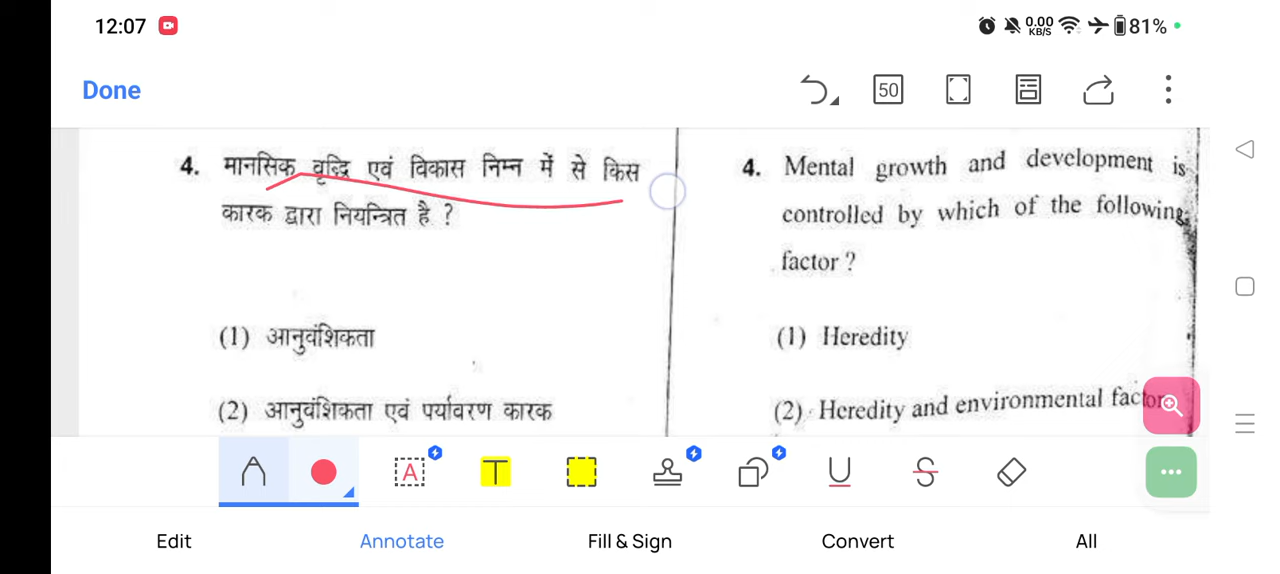 12:07
0.00
KB/S
81%
Done
50
4. मानसिक वृद्धि एवं विकास निम्न में से किस
कारक द्वारा नियन्त्रित है ?
(1) आनुवंशिकता
(2) आनुवंशिकता एवं पर्यावरण कारक
4. Mental growth and development is
controlled by which of the following
factor ?
(1) Heredity
(2) Heredity and environmental factor
A
T
U
S
Edit
Annotate
Fill & Sign
Convert
All